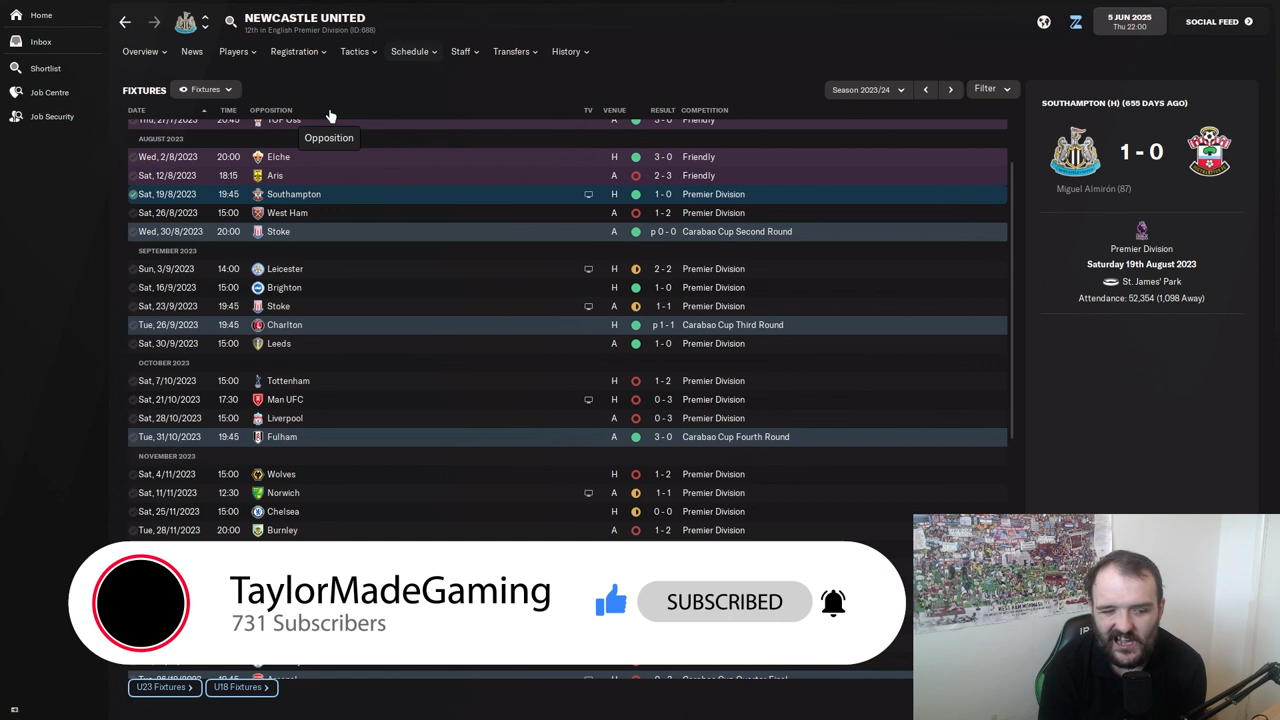 Home
Inbox
Shortlist
Job Centre
Job Security
NEWCASTLE UNITED
12th in English Premier Division (ID:688)
5 JUN 2025
Thu 22:00
SOCIAL FEED
Overview News Players Registration Tactics Schedule Staff Transfers History
FIXTURES Fixtures Season 2023/24 Filter
DATE TIME OPPOSITION TV VENUE RESULT COMPETITION
Thu, 27/7/2023 20:45 TOP Oss A 3 - 0 Friendly
Opposition
AUGUST 2023
Wed, 2/8/2023 20:00 Elche H 3 - 0 Friendly
Sat, 12/8/2023 18:15 Aris A 2 - 3 Friendly
Sat, 19/8/2023 19:45 Southampton H 1 - 0 Premier Division
Sat, 26/8/2023 15:00 West Ham A 1 - 2 Premier Division
Wed, 30/8/2023 20:00 Stoke A p 0 - 0 Carabao Cup Second Round
SEPTEMBER 2023
Sun, 3/9/2023 14:00 Leicester H 2 - 2 Premier Division
Sat, 16/9/2023 15:00 Brighton H 1 - 0 Premier Division
Sat, 23/9/2023 19:45 Stoke A 1 - 1 Premier Division
Tue, 26/9/2023 19:45 Charlton H p 1 - 1 Carabao Cup Third Round
Sat, 30/9/2023 15:00 Leeds A 1 - 0 Premier Division
OCTOBER 2023
Sat, 7/10/2023 15:00 Tottenham H 1 - 2 Premier Division
Sat, 21/10/2023 17:30 Man UFC H 0 - 3 Premier Division
Sat, 28/10/2023 15:00 Liverpool A 0 - 3 Premier Division
Tue, 31/10/2023 19:45 Fulham A 3 - 0 Carabao Cup Fourth Round
NOVEMBER 2023
Sat, 4/11/2023 15:00 Wolves H 1 - 2 Premier Division
Sat, 11/11/2023 12:30 Norwich A 1 - 1 Premier Division
Sat, 25/11/2023 15:00 Chelsea H 0 - 0 Premier Division
Tue, 28/11/2023 20:00 Burnley A 1 - 2 Premier Division
SOUTHAMPTON (H) (655 DAYS AGO)
1 - 0
Miguel Almirón (87)
Premier Division
Saturday 19th August 2023
St. James' Park
Attendance: 52,354 (1,098 Away)
TaylorMadeGaming
731 Subscribers
SUBSCRIBED
U23 Fixtures
U18 Fixtures